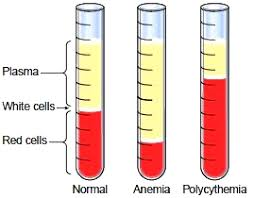 Plasma
White cells
Red cells
Normal Anemia Polycythemia